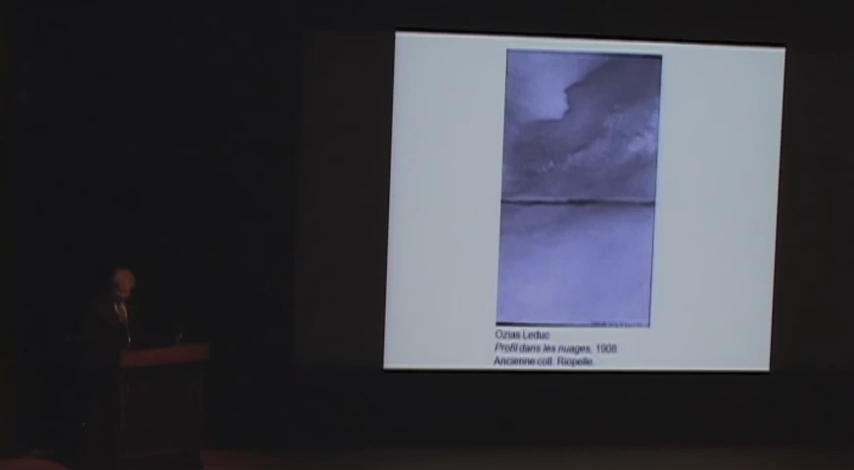 Ozias Leduc
Profil dans les nuages, 1908
Ancienne coll. Riopelle.